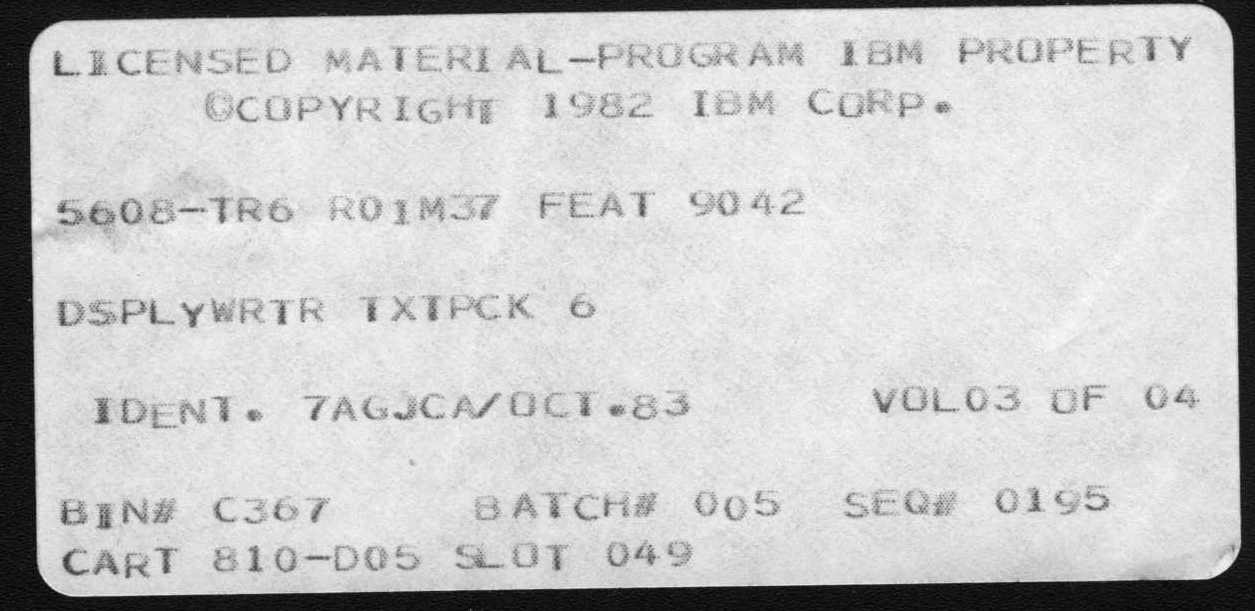 LICENSED MATERIAL-PROGRAM IBM PROPERTY
©COPYRIGHT 1982 IBM CORP.
5608-TR6 R01M37 FEAT 9042
DSPLYWRTR TXTPCK 6
IDENT. 7AGJCA/OCT.83 VOL03 OF 04
BIN# C367 BATCH# 005 SEQ# 0195
CART 810-D05 SLOT 049